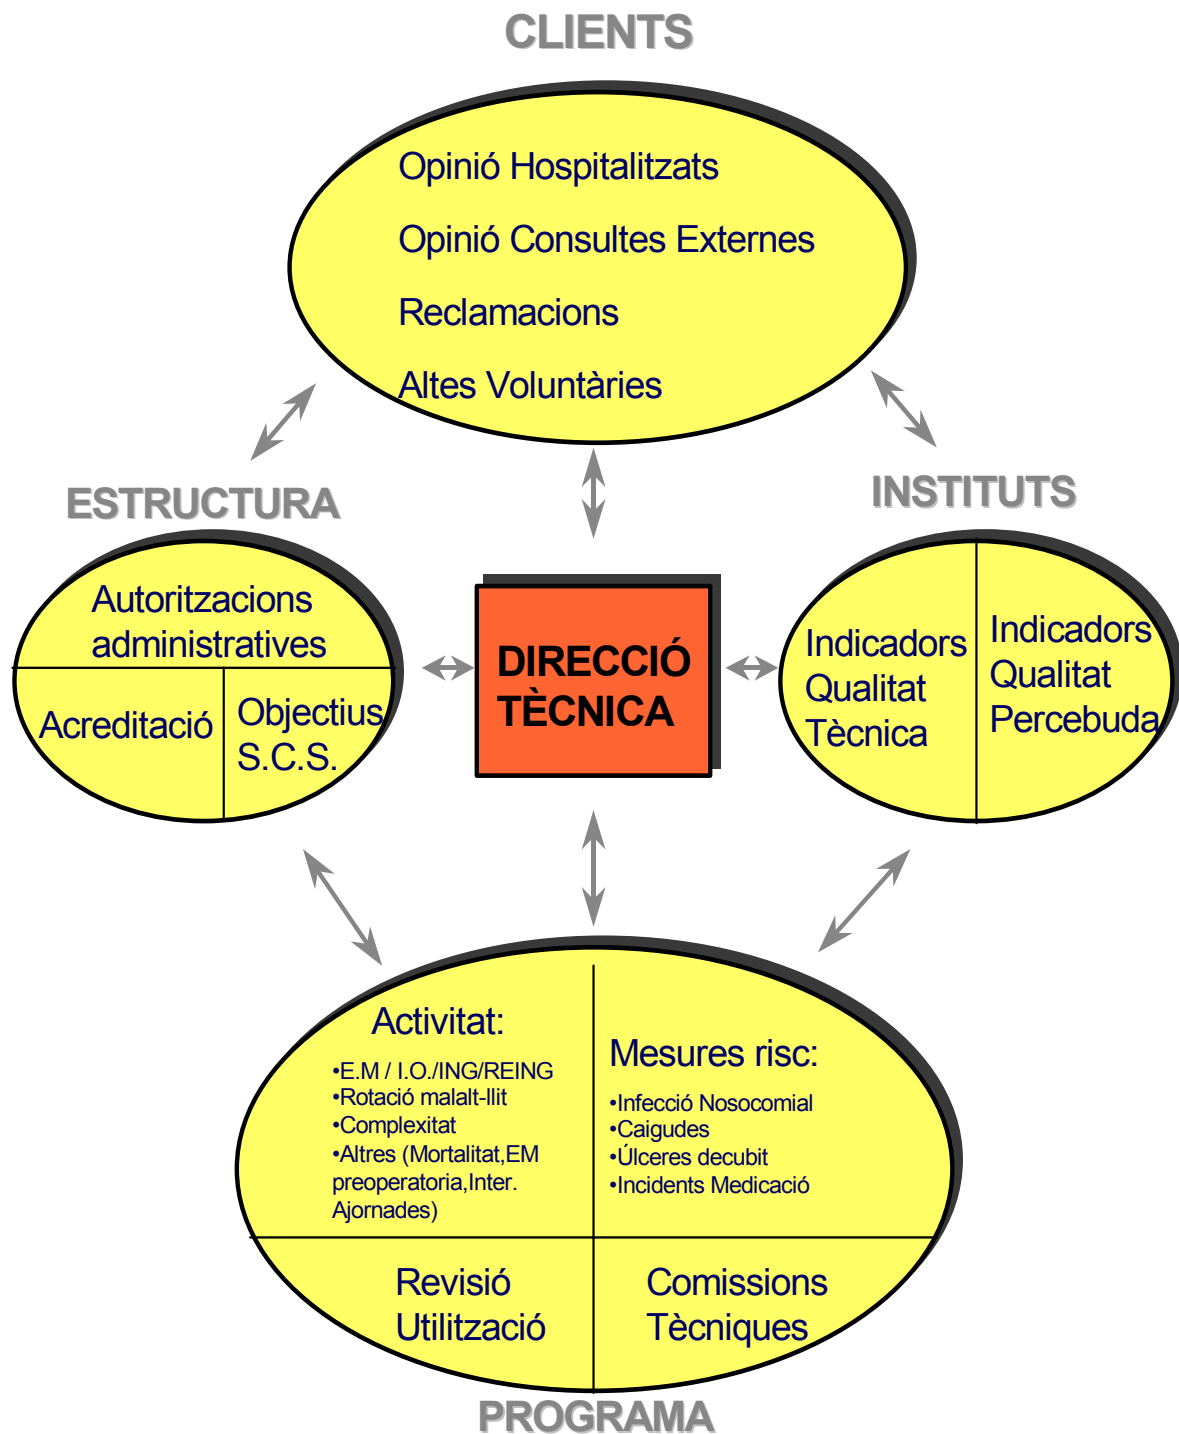 CLIENTS
Opinió Hospitalitzats
Opinió Consultes Externes
Reclamacions
Altes Voluntàries
ESTRUCTURA
Autoritzacions
administratives
Acreditació
Objectius
S.C.S.
DIRECCIÓ
TÈCNICA
INSTITUTS
Indicadors
Qualitat
Tècnica
Indicadors
Qualitat
Percebuda
Activitat:
•E.M / I.O./ING/REING
•Rotació malalt-llit
•Complexitat
•Altres (Mortalitat,EM
preoperatoria,Inter.
Ajornades)
Mesures risc:
•Infecció Nosocomial
•Caigudes
•Úlceres decubit
•Incidents Medicació
Revisió
Utilització
Comissions
Tècniques
PROGRAMA